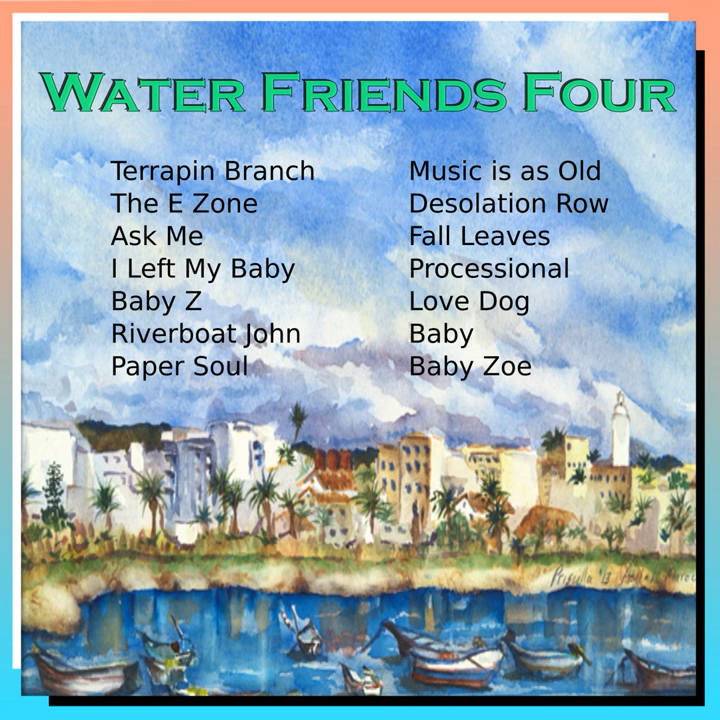 WATER FRIENDS FOUR
Terrapin Branch
The E Zone
Ask Me
I Left My Baby
Baby Z
Riverboat John
Paper Soul
Music is as Old
Desolation Row
Fall Leaves
Processional
Love Dog
Baby
Baby Zoe
Priscilla